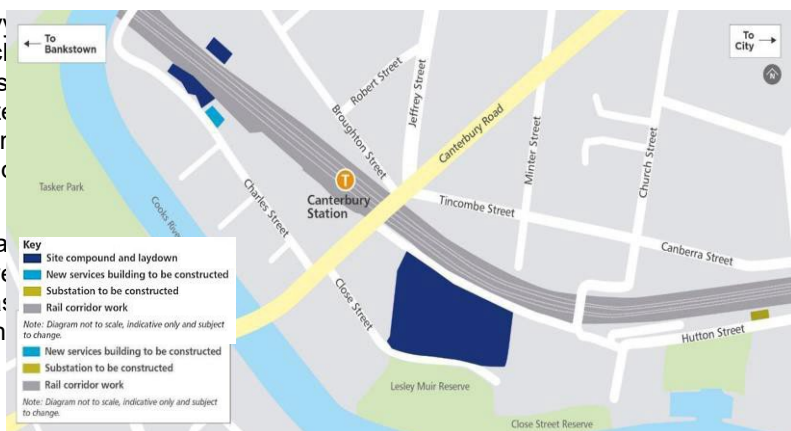 ← To Bankstown
To City →
N
Robert Street
Jeffrey Street
Broughton Street
Canterbury Road
Minter Street
Church Street
Tasker Park
T
Canterbury Station
Tincombe Street
Charles Street
Cooks River
Canberra Street
Close Street
Hutton Street
Lesley Muir Reserve
Close Street Reserve
Key
Site compound and laydown
New services building to be constructed
Substation to be constructed
Rail corridor work
Note: Diagram not to scale, indicative only and subject
to change.
New services building to be constructed
Substation to be constructed
Rail corridor work
Note: Diagram not to scale, indicative only and subject
to change.